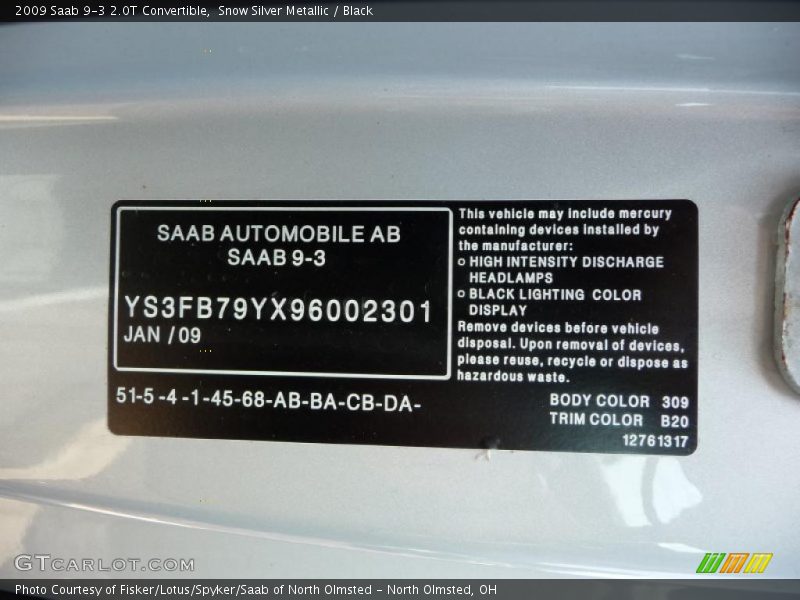 2009 Saab 9-3 2.0T Convertible,  Snow Silver Metallic / Black
SAAB AUTOMOBILE AB
SAAB 9-3
YS3FB79YX96002301
JAN /09
51-5 -4 -1-45-68-AB-BA-CB-DA-
This vehicle may include mercury
containing devices installed by
the manufacturer:
o HIGH INTENSITY DISCHARGE
HEADLAMPS
o BLACK LIGHTING COLOR
DISPLAY
Remove devices before vehicle
disposal. Upon removal of devices,
please reuse, recycle or dispose as
hazardous waste.
BODY COLOR 309
TRIM COLOR B20
12761317
GTCARLOT.COM
Photo Courtesy of Fisker/Lotus/Spyker/Saab of North Olmsted - North Olmsted, OH